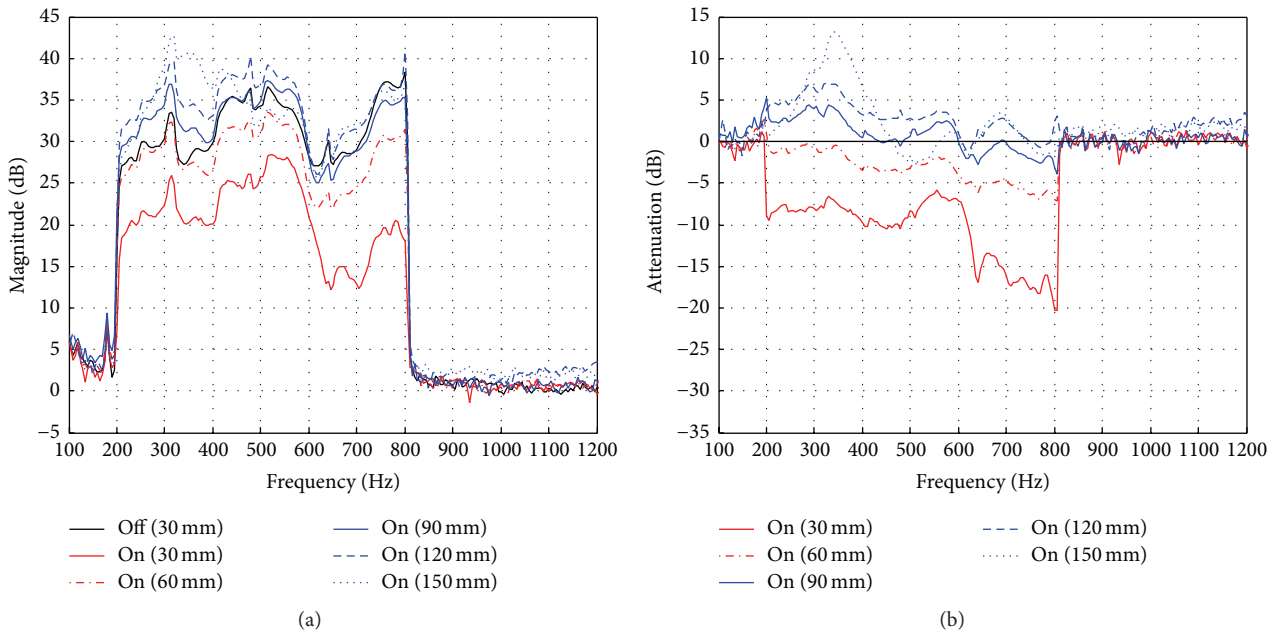 45
40
35
30
25
20
15
10
5
0
−5
Magnitude (dB)
100 200 300 400 500 600 700 800 900 1000 1100 1200
Frequency (Hz)
Off (30 mm)
On (30 mm)
On (60 mm)
On (90 mm)
On (120 mm)
On (150 mm)
(a)
15
10
5
0
−5
−10
−15
−20
−25
−30
−35
Attenuation (dB)
100 200 300 400 500 600 700 800 900 1000 1100 1200
Frequency (Hz)
On (30 mm)
On (60 mm)
On (90 mm)
On (120 mm)
On (150 mm)
(b)